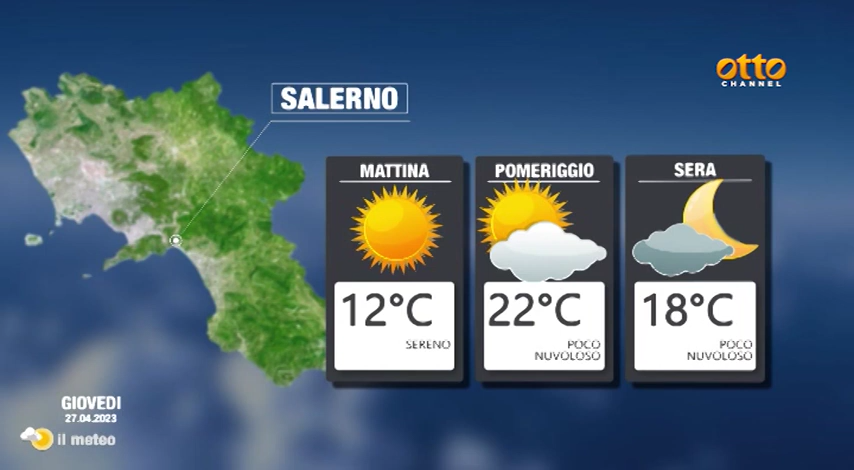 otto
CHANNEL
SALERNO
MATTINA
12°C
SERENO
POMERIGGIO
22°C
POCO
NUVOLOSO
SERA
18°C
POCO
NUVOLOSO
GIOVEDI
27.04.2023
il meteo